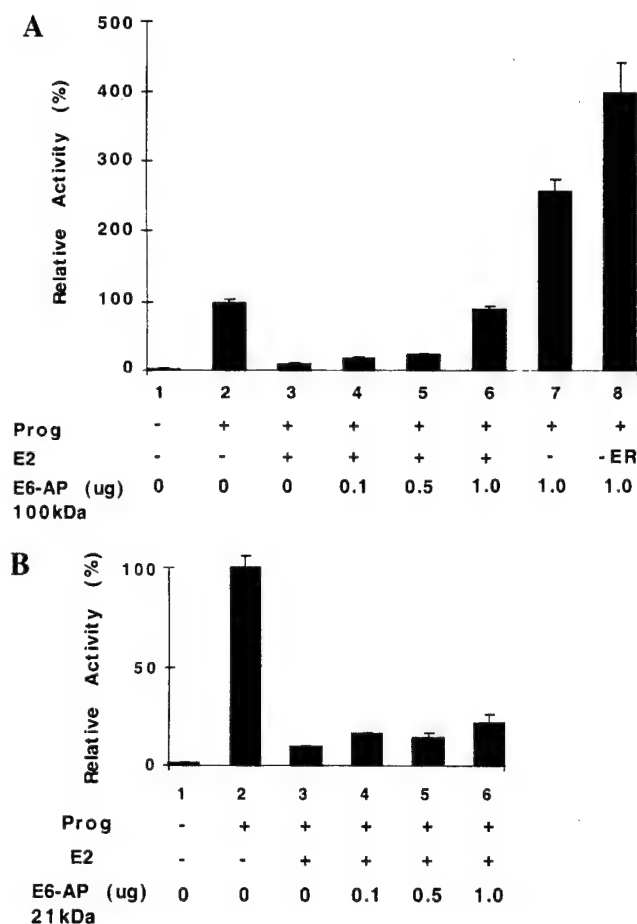 A
Relative Activity (%)
500
400
300
200
100
0
1 2 3 4 5 6 7 8
Prog - + + + + + + +
E2 - - + + + + - -ER
E6-AP (ug) 0 0 0 0.1 0.5 1.0 1.0 1.0
100kDa
B
Relative Activity (%)
100
50
0
1 2 3 4 5 6
Prog - + + + + +
E2 - - + + + +
E6-AP (ug) 0 0 0 0.1 0.5 1.0
21kDa